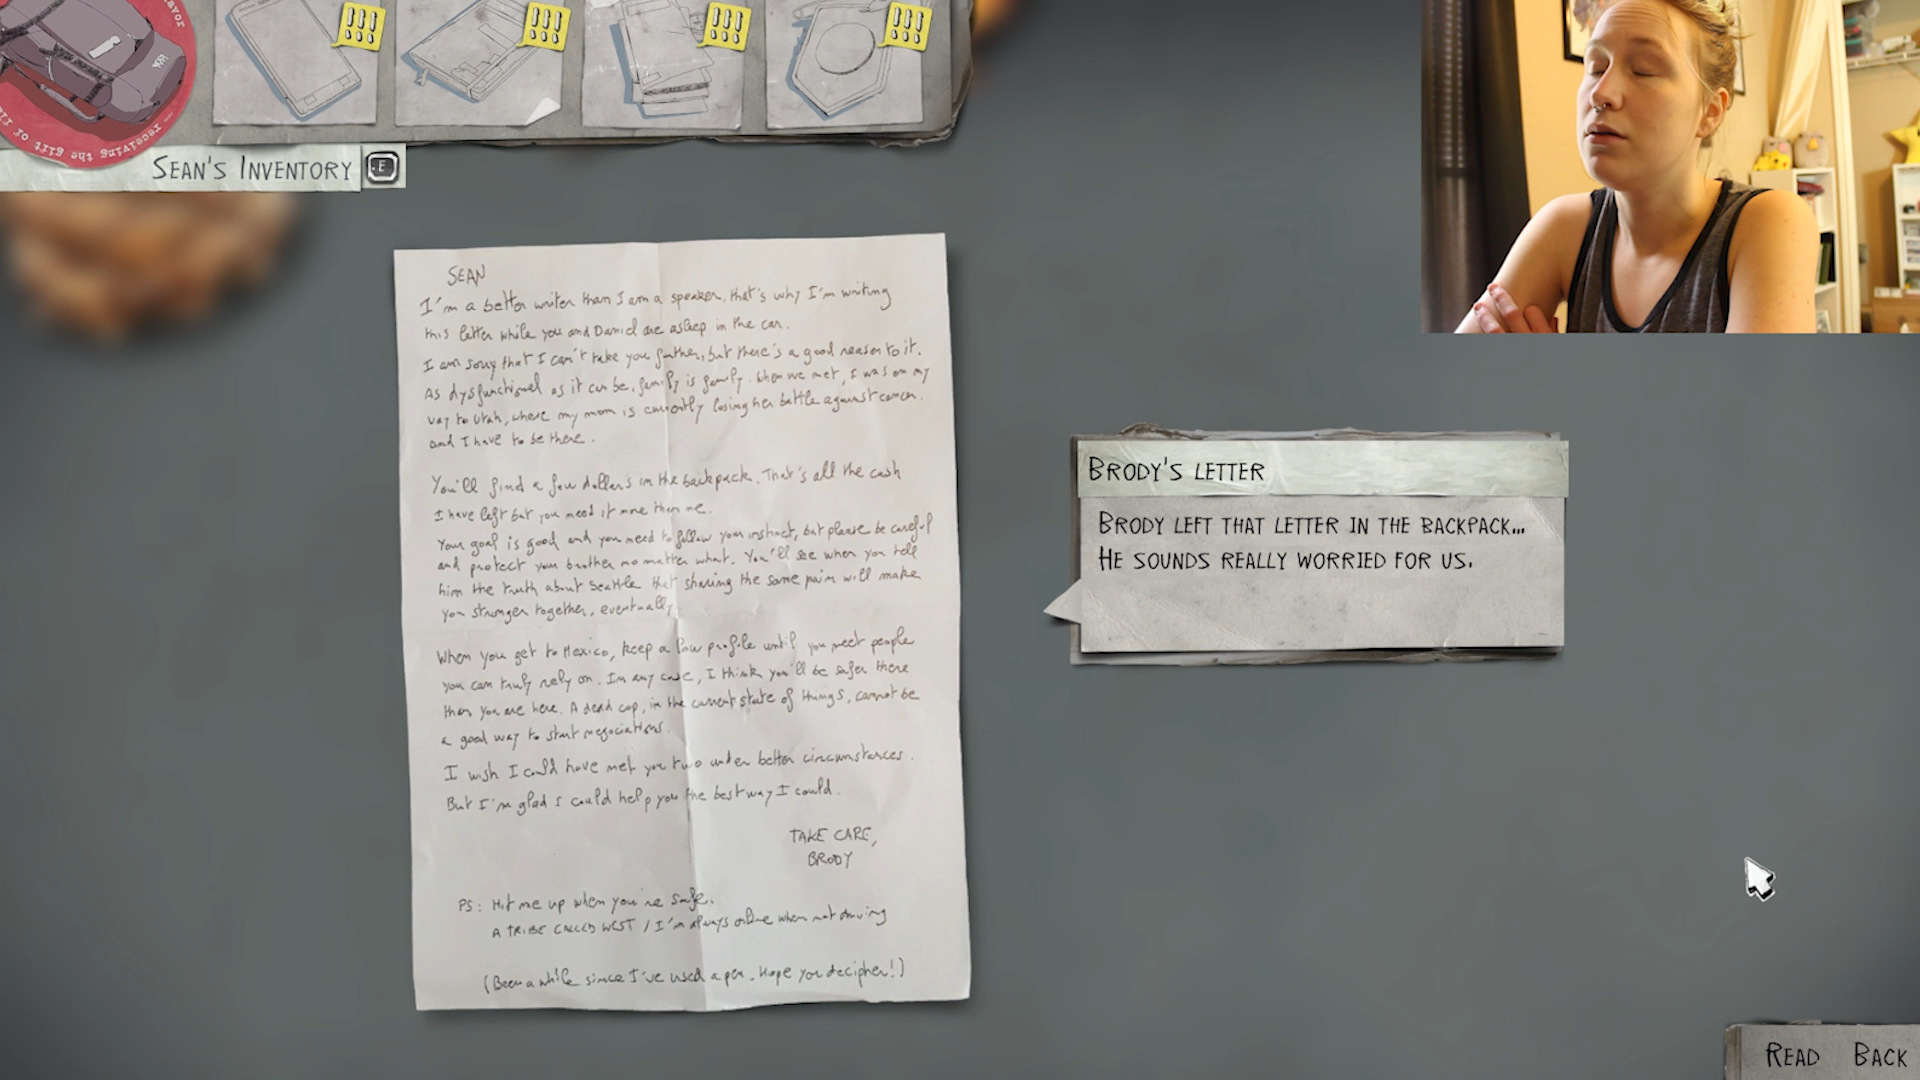 favor
receiving the gift of
SEAN'S INVENTORY
E
SEAN
I'm a better writer than I am a speaker, that's why I'm writing
this letter while you and Daniel are asleep in the car.
I am sorry that I can't take you further, but there's a good reason to it.
As dysfunctional as it can be, family is family. When we met, I was on my
way to Utah, where my mom is currently losing her battle against cancer.
and I have to be there.
You'll find a few dollars in the backpack. That's all the cash
I have left but you need it more than me.
Your goal is good and you need to follow your instinct, but please be careful
and protect your brother no matter what. You'll see when you tell
him the truth about Seattle that sharing the same pain will make
you stronger together, eventually.
When you get to Mexico, keep a low profile until you meet people
you can truly rely on. In any case, I think you'll be safer there
then you are here. A dead cop, in the current state of things, cannot be
a good way to start negociations.
I wish I could have met you two under better circumstances.
But I'm glad I could help you the best way I could.
TAKE CARE,
BRODY
PS: Hit me up when you're safe.
A TRIBE CALLED WEST / I'm always online when not driving
(Been a while since I've used a pen. Hope you decipher!)
BRODY'S LETTER
BRODY LEFT THAT LETTER IN THE BACKPACK...
HE SOUNDS REALLY WORRIED FOR US.
READ BACK